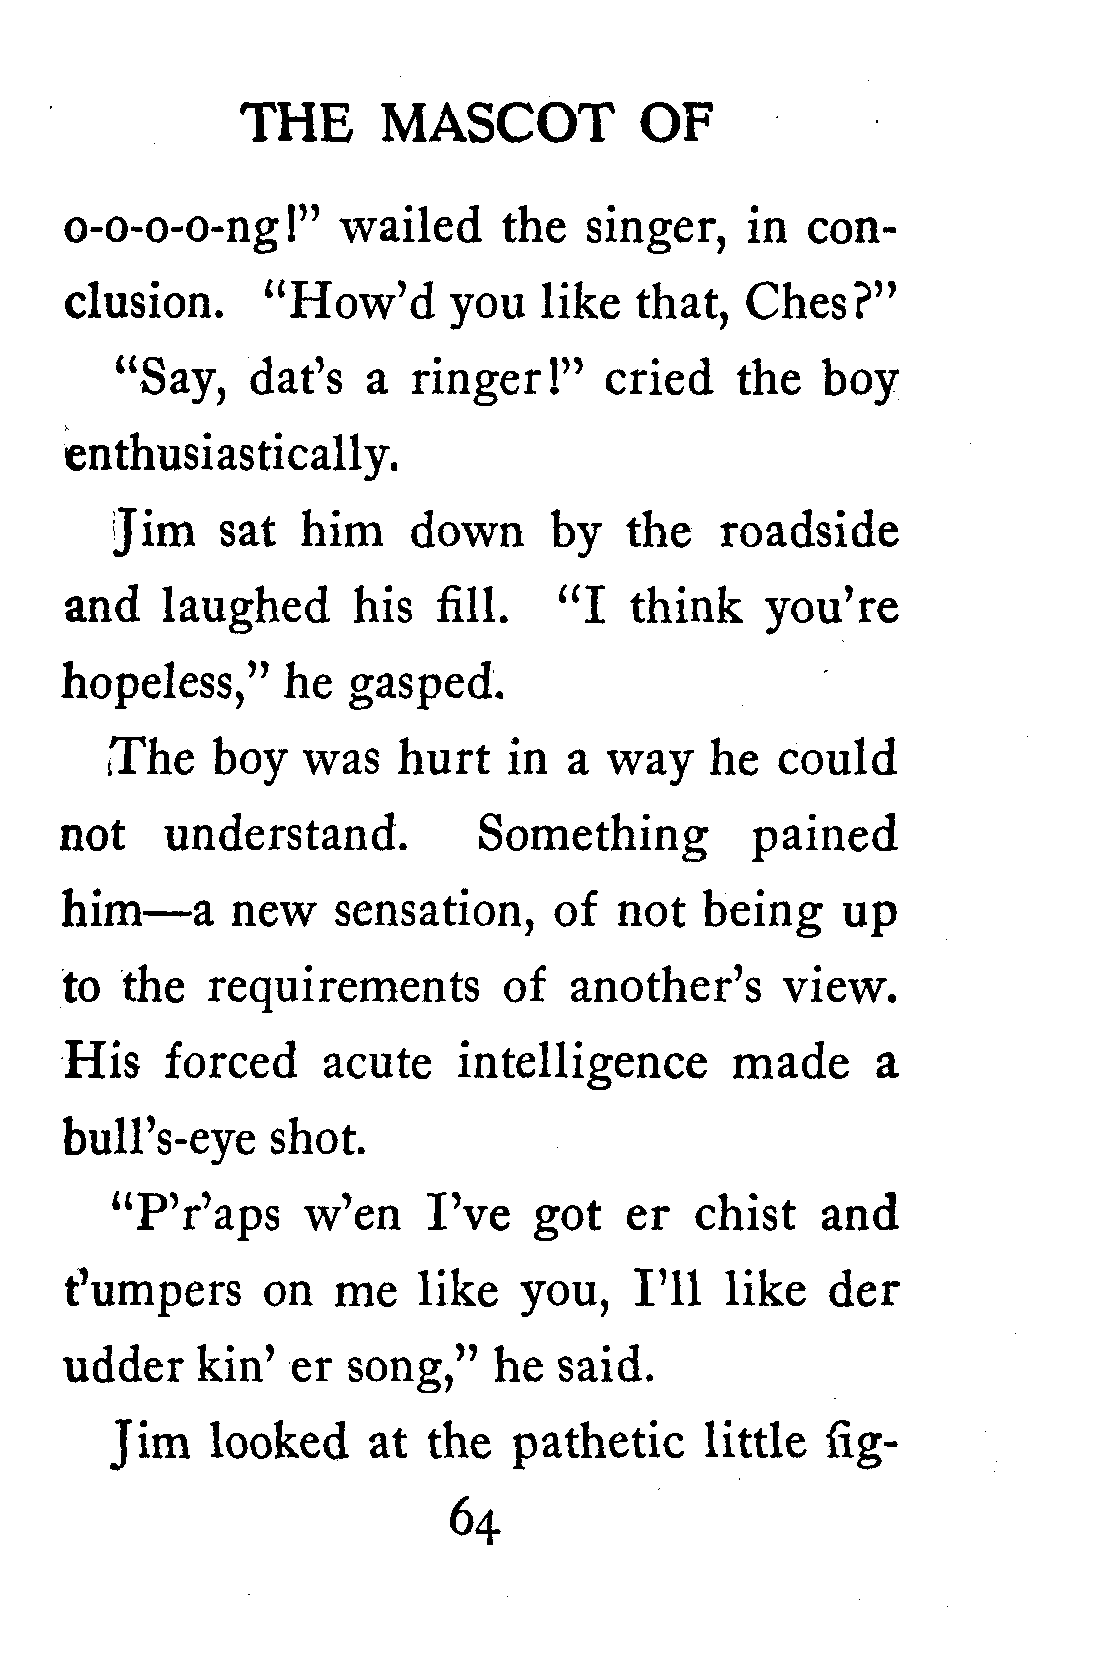 THE MASCOT OF
o-o-o-o-ng!” wailed the singer, in con-
clusion. “How’d you like that, Ches?”
“Say, dat’s a ringer!” cried the boy
enthusiastically.
Jim sat him down by the roadside
and laughed his fill. “I think you’re
hopeless,” he gasped.
The boy was hurt in a way he could
not understand. Something pained
him—a new sensation, of not being up
to the requirements of another’s view.
His forced acute intelligence made a
bull’s-eye shot.
“P’r’aps w’en I’ve got er chist and
t’umpers on me like you, I’ll like der
udder kin’ er song,” he said.
Jim looked at the pathetic little fig-
64